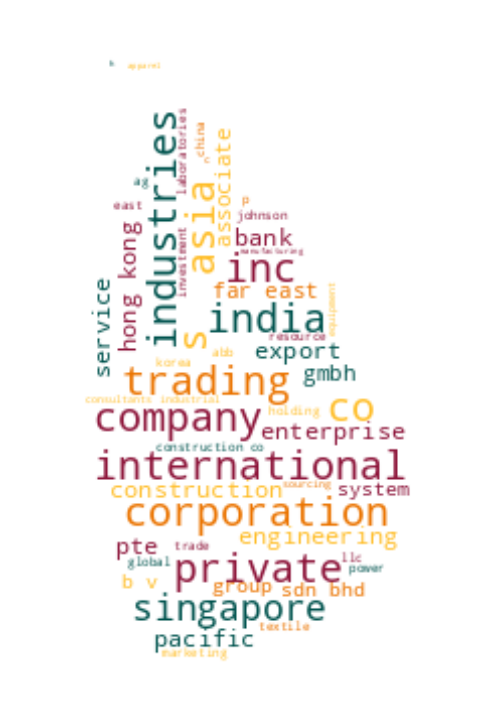 h apparel
industries
laboratories
china
n
associate
ag
asia
east
p
johnson
hong kong
investment
bank
manufacturing
inc
service
far east
india
s
resource
export
abb
korea
gmbh
trading
consultants industrial
company
holding
co
enterprise
construction co
international
construction
sourcing
system
corporation
engineering
pte
trade
private
llc
global
power
b v
group
sdn bhd
singapore
textile
pacific
marketing